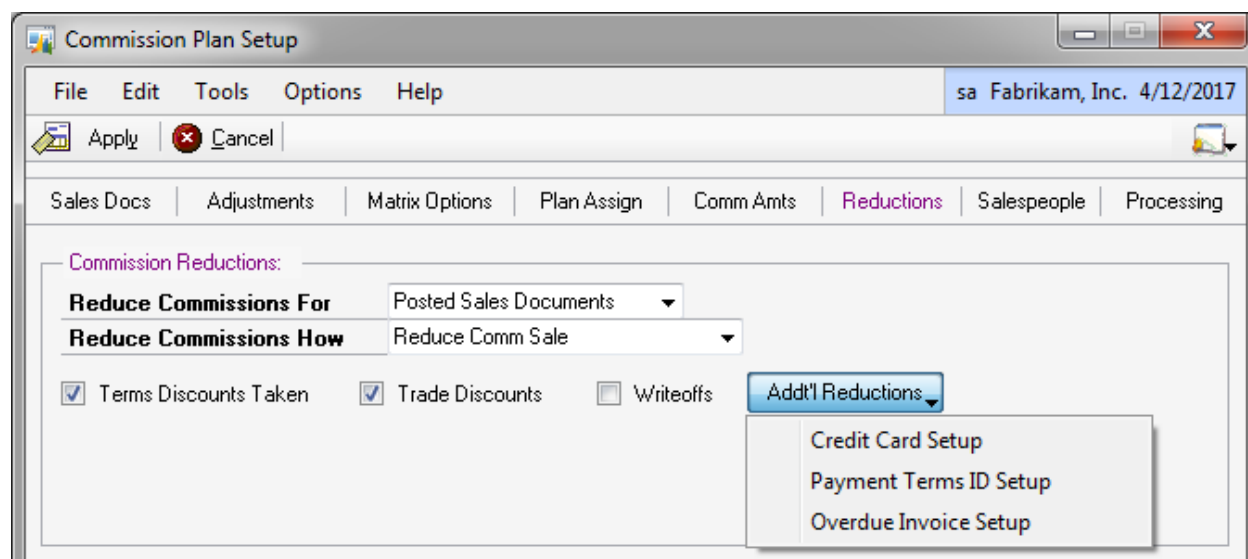 Commission Plan Setup
File Edit Tools Options Help sa Fabrikam, Inc. 4/12/2017
Apply Cancel
Sales Docs Adjustments Matrix Options Plan Assign Comm Amts Reductions Salespeople Processing
Commission Reductions:
Reduce Commissions For Posted Sales Documents
Reduce Commissions How Reduce Comm Sale
Terms Discounts Taken Trade Discounts Writeoffs Addt'l Reductions
Credit Card Setup
Payment Terms ID Setup
Overdue Invoice Setup